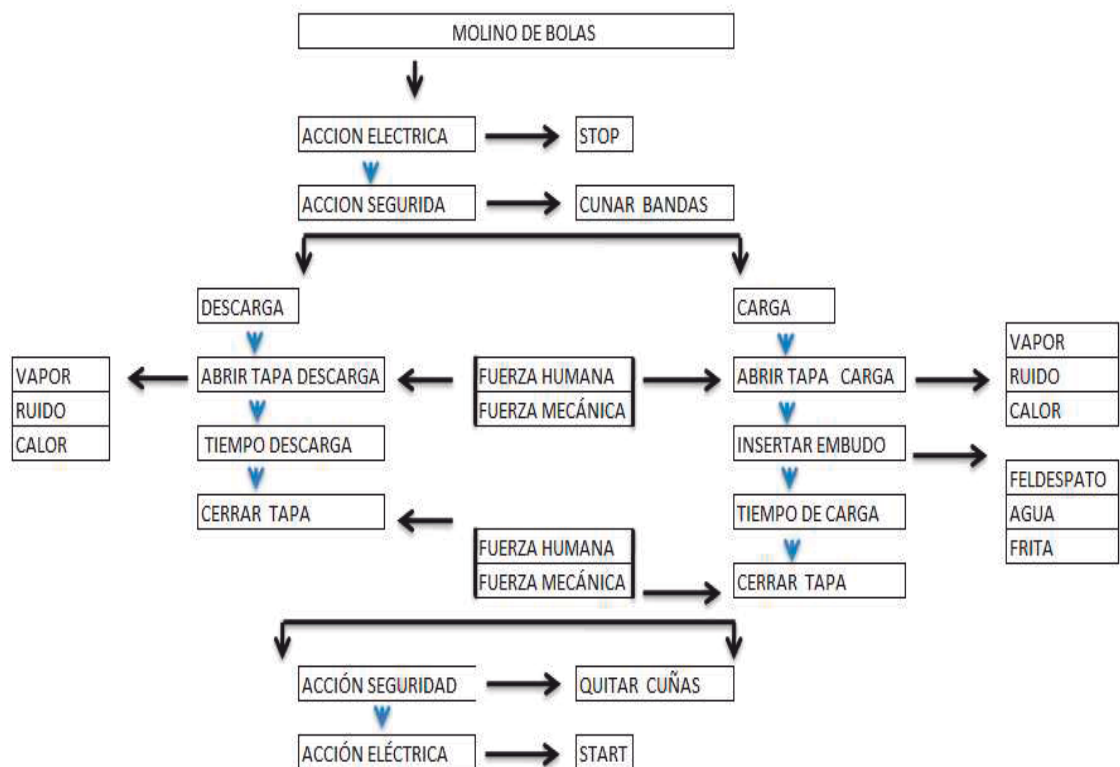 MOLINO DE BOLAS
ACCION ELECTRICA
STOP
ACCION SEGURIDA
CUNAR BANDAS
DESCARGA
CARGA
ABRIR TAPA DESCARGA
VAPOR
RUIDO
CALOR
FUERZA HUMANA
FUERZA MECÁNICA
ABRIR TAPA CARGA
VAPOR
RUIDO
CALOR
TIEMPO DESCARGA
INSERTAR EMBUDO
FELDESPATO
AGUA
FRITA
CERRAR TAPA
TIEMPO DE CARGA
FUERZA HUMANA
FUERZA MECÁNICA
CERRAR TAPA
ACCIÓN SEGURIDAD
QUITAR CUÑAS
ACCIÓN ELÉCTRICA
START